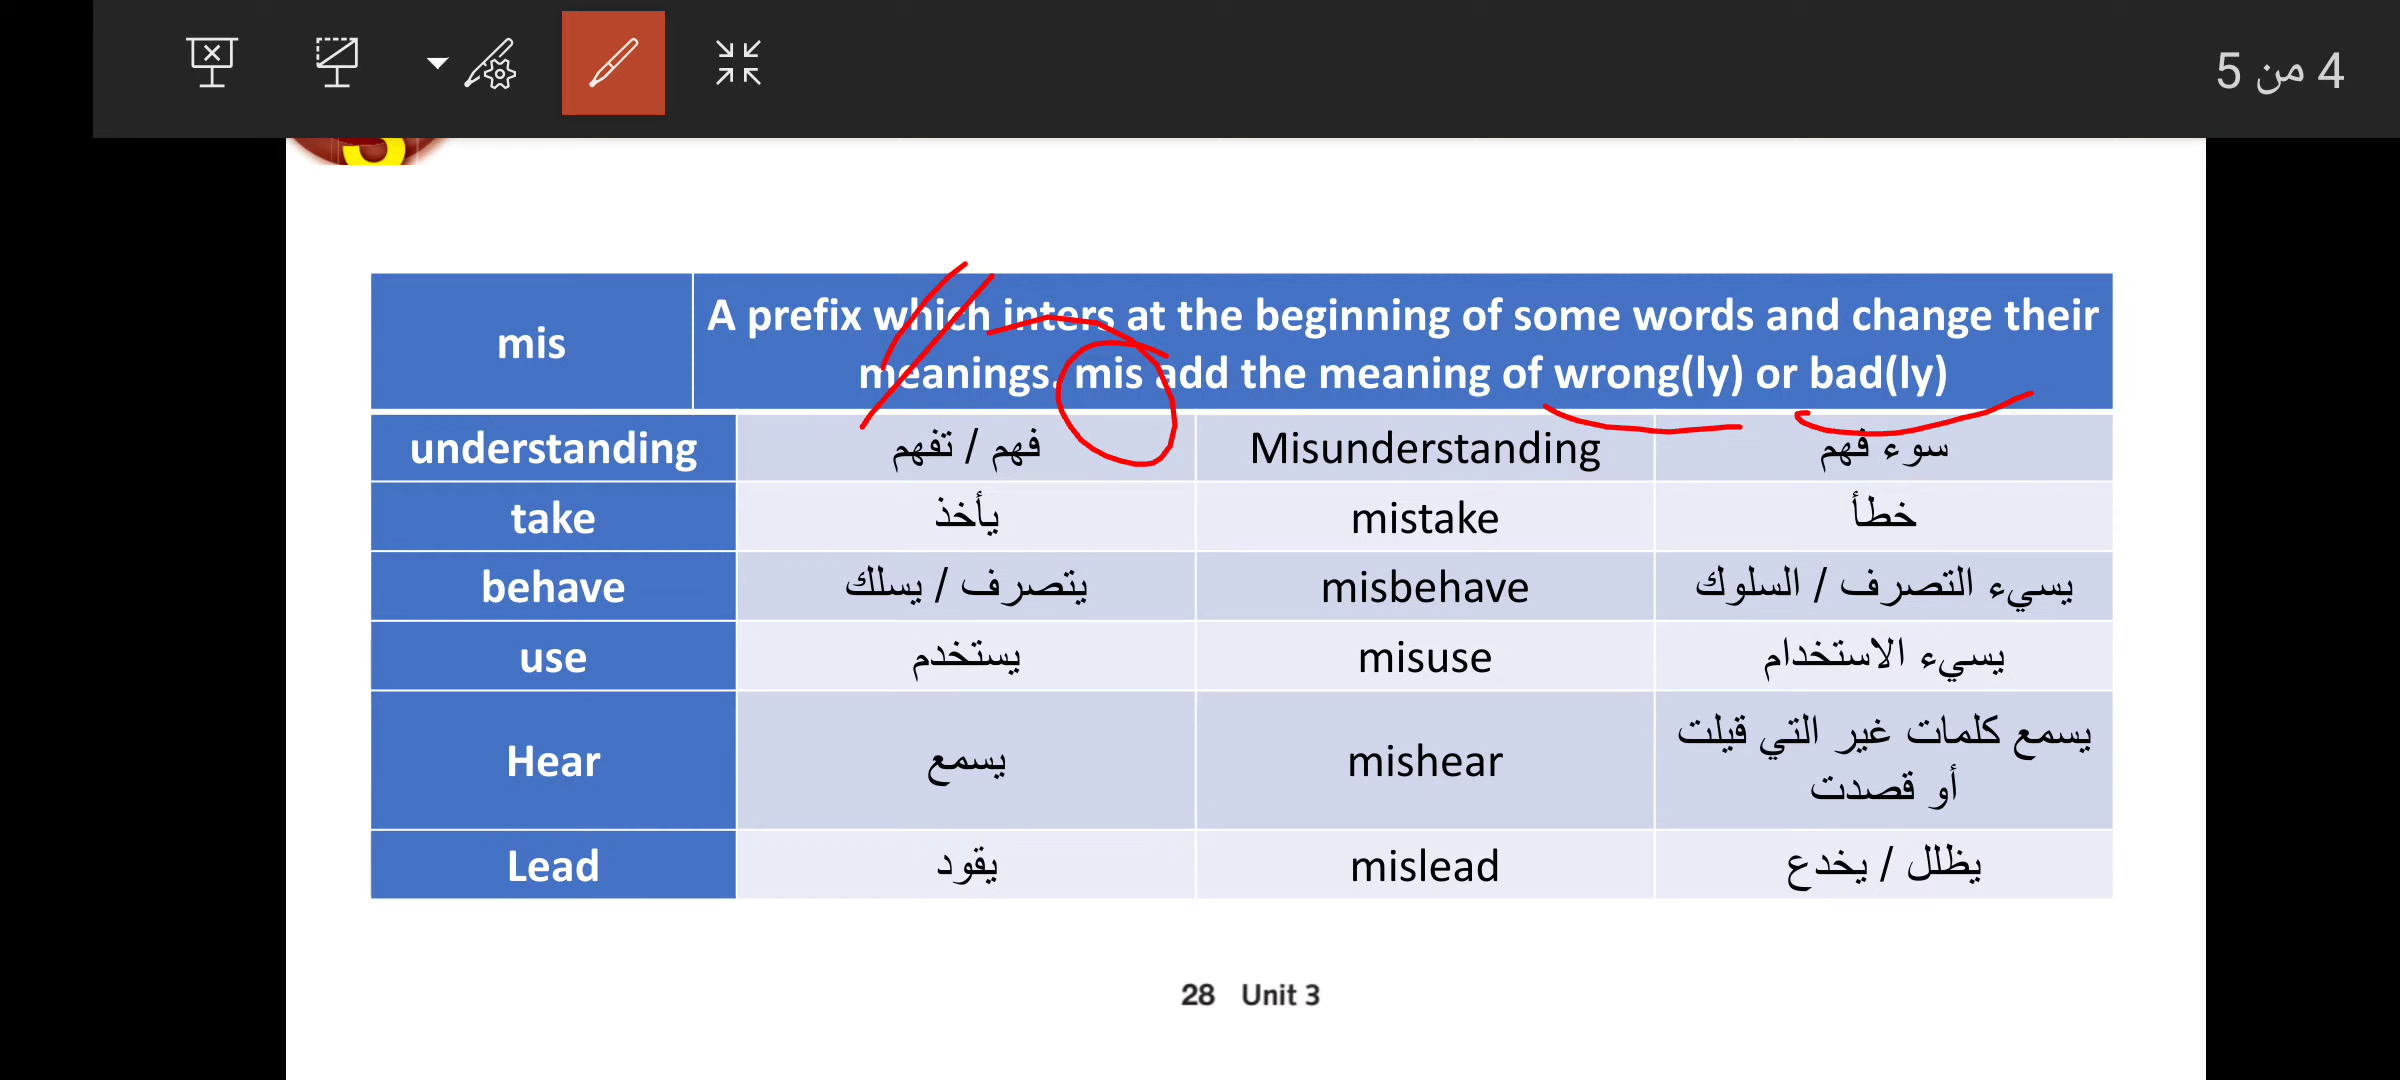 4 من 5
mis
A prefix which inters at the beginning of some words and change their
meanings. mis add the meaning of wrong(ly) or bad(ly)
understanding فهم / تفهم Misunderstanding سوء فهم
take يأخذ mistake خطأ
behave يتصرف / يسلك misbehave يسيء التصرف / السلوك
use يستخدم misuse يسيء الاستخدام
Hear يسمع mishear يسمع كلمات غير التي قيلت
أو قصدت
Lead يقود mislead يظلل / يخدع
28 Unit 3